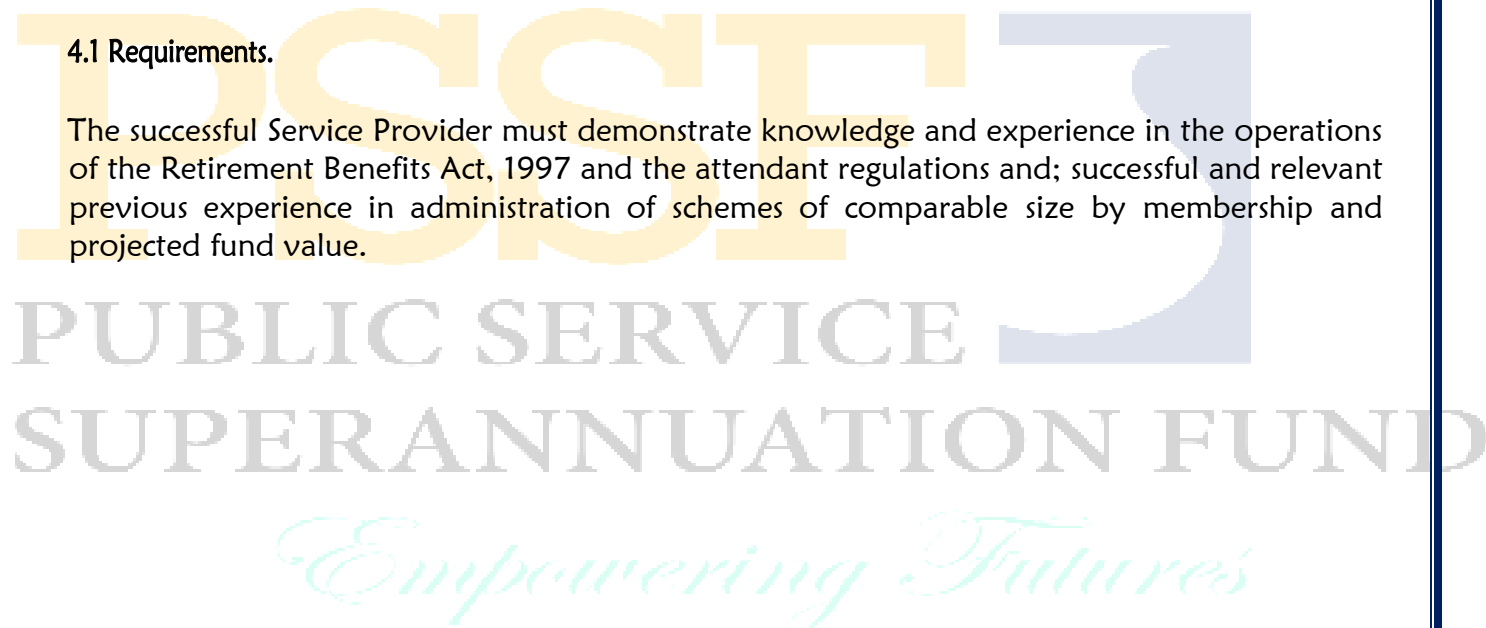 4.1 Requirements.
The successful Service Provider must demonstrate knowledge and experience in the operations
of the Retirement Benefits Act, 1997 and the attendant regulations and; successful and relevant
previous experience in administration of schemes of comparable size by membership and
projected fund value.
PSSF
PUBLIC SERVICE
SUPERANNUATION FUND
Empowering Futures